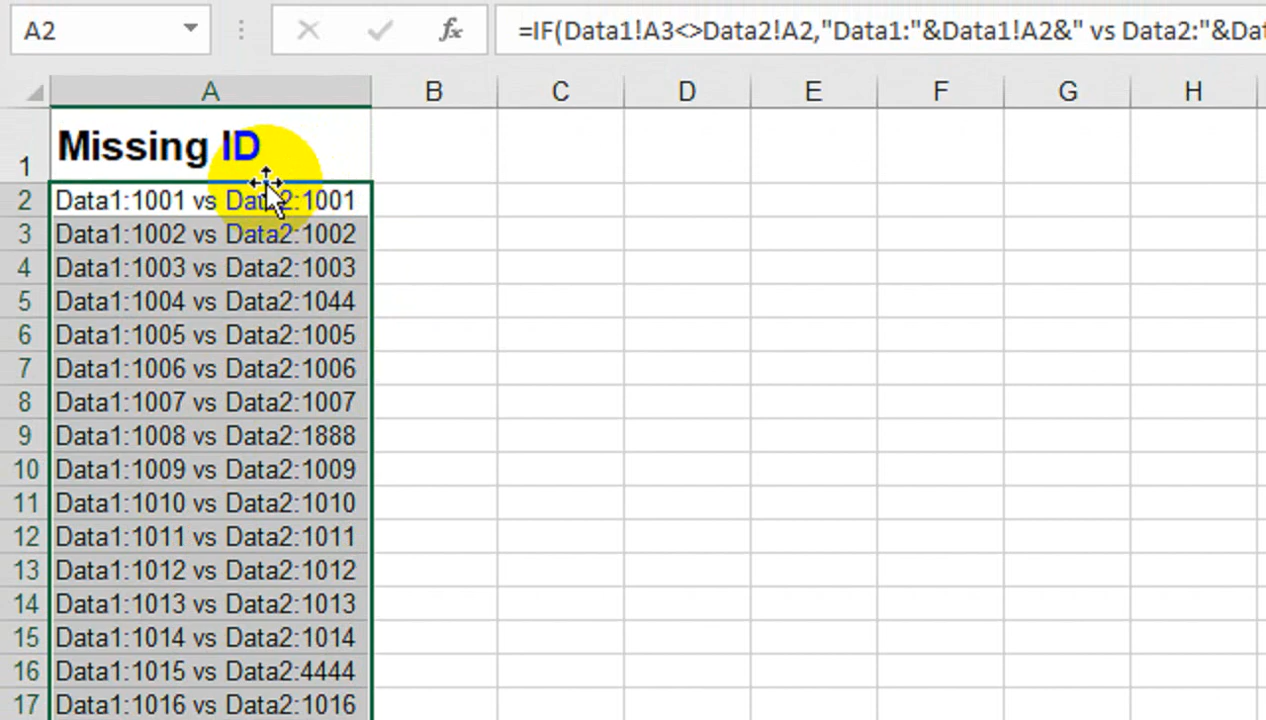 A2 fx =IF(Data1!A3<>Data2!A2,"Data1:"&Data1!A2&" vs Data2:"&Dat
A B C D E F G H
1 Missing ID
2 Data1:1001 vs Data2:1001
3 Data1:1002 vs Data2:1002
4 Data1:1003 vs Data2:1003
5 Data1:1004 vs Data2:1044
6 Data1:1005 vs Data2:1005
7 Data1:1006 vs Data2:1006
8 Data1:1007 vs Data2:1007
9 Data1:1008 vs Data2:1888
10 Data1:1009 vs Data2:1009
11 Data1:1010 vs Data2:1010
12 Data1:1011 vs Data2:1011
13 Data1:1012 vs Data2:1012
14 Data1:1013 vs Data2:1013
15 Data1:1014 vs Data2:1014
16 Data1:1015 vs Data2:4444
17 Data1:1016 vs Data2:1016